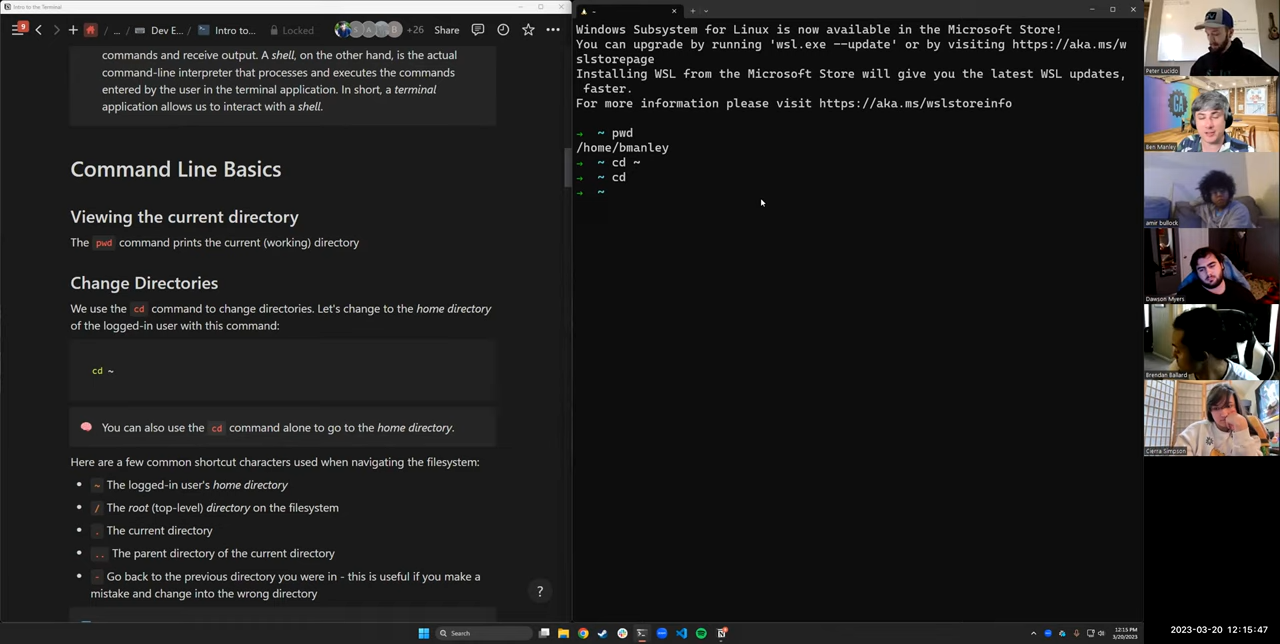 Intro to the Terminal
9
... / Dev E... / Intro to... Locked
S A A B +26 Share
commands and receive output. A shell, on the other hand, is the actual
command-line interpreter that processes and executes the commands
entered by the user in the terminal application. In short, a terminal
application allows us to interact with a shell.
Command Line Basics
Viewing the current directory
The pwd command prints the current (working) directory
Change Directories
We use the cd command to change directories. Let's change to the home directory
of the logged-in user with this command:
cd ~
You can also use the cd command alone to go to the home directory.
Here are a few common shortcut characters used when navigating the filesystem:
~ The logged-in user's home directory
/ The root (top-level) directory on the filesystem
. The current directory
.. The parent directory of the current directory
- Go back to the previous directory you were in - this is useful if you make a
mistake and change into the wrong directory
?
~
Windows Subsystem for Linux is now available in the Microsoft Store!
You can upgrade by running 'wsl.exe --update' or by visiting https://aka.ms/w
slstorepage
Installing WSL from the Microsoft Store will give you the latest WSL updates,
faster.
For more information please visit https://aka.ms/wslstoreinfo
→ ~ pwd
/home/bmanley
→ ~ cd ~
→ ~ cd
→ ~
Peter Lucido
GA
Ben Manley
amir bullock
Dawson Myers
Brendan Ballard
Cierra Simpson
Search
12:15 PM
3/20/2023
2023-03-20 12:15:47